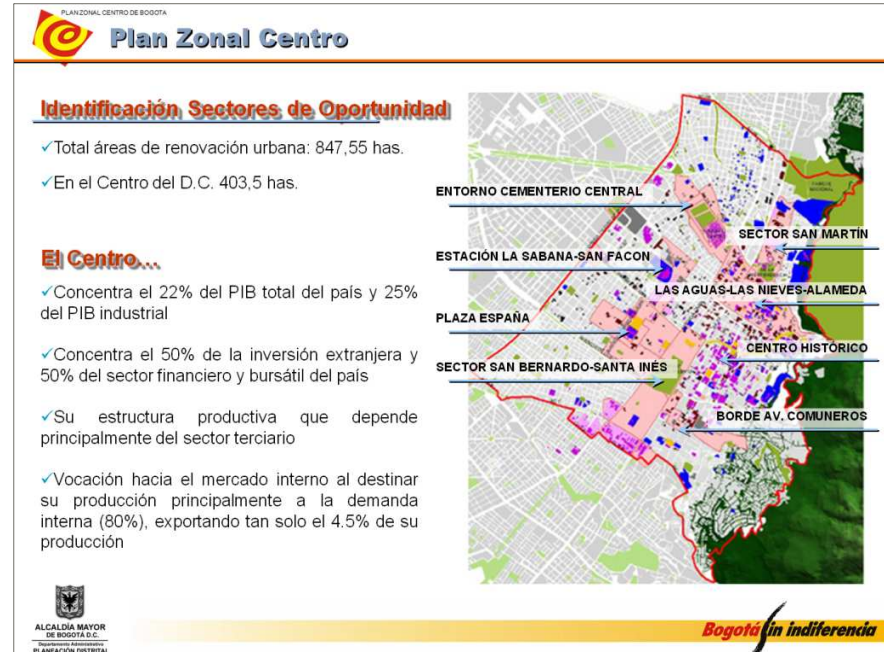 PLAN ZONAL CENTRO DE BOGOTA
Plan Zonal Centro
Identificación Sectores de Oportunidad
✓Total áreas de renovación urbana: 847,55 has.
✓En el Centro del D.C. 403,5 has.
El Centro…
✓Concentra el 22% del PIB total del país y 25%
del PIB industrial
✓Concentra el 50% de la inversión extranjera y
50% del sector financiero y bursátil del país
✓Su estructura productiva que depende
principalmente del sector terciario
✓Vocación hacia el mercado interno al destinar
su producción principalmente a la demanda
interna (80%), exportando tan solo el 4.5% de su
producción
ENTORNO CEMENTERIO CENTRAL
SECTOR SAN MARTÍN
ESTACIÓN LA SABANA-SAN FACON
LAS AGUAS-LAS NIEVES-ALAMEDA
PLAZA ESPAÑA
CENTRO HISTÓRICO
SECTOR SAN BERNARDO-SANTA INÉS
BORDE AV. COMUNEROS
ALCALDÍA MAYOR
DE BOGOTÁ D.C.
Departamento Administrativo
PLANEACIÓN DISTRITAL
Bogotá sin indiferencia